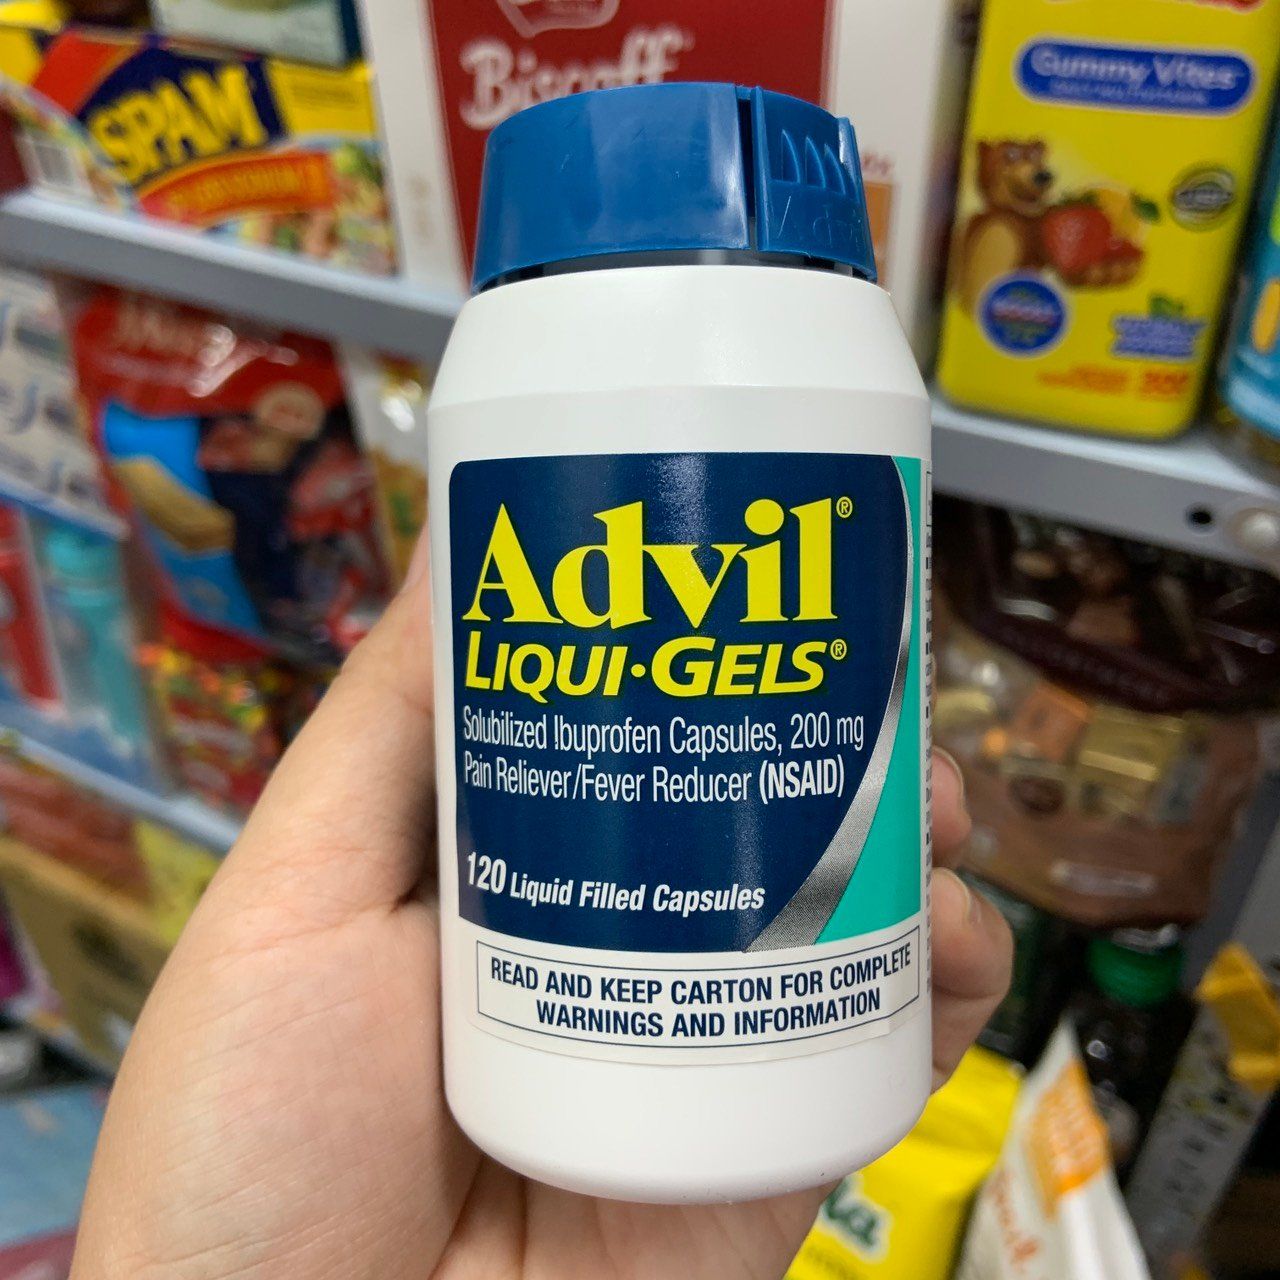 SPAM
Biscoff
Gummy Vites
Advil®
LIQUI•GELS®
Solubilized Ibuprofen Capsules, 200 mg
Pain Reliever/Fever Reducer (NSAID)
120 Liquid Filled Capsules
READ AND KEEP CARTON FOR COMPLETE
WARNINGS AND INFORMATION